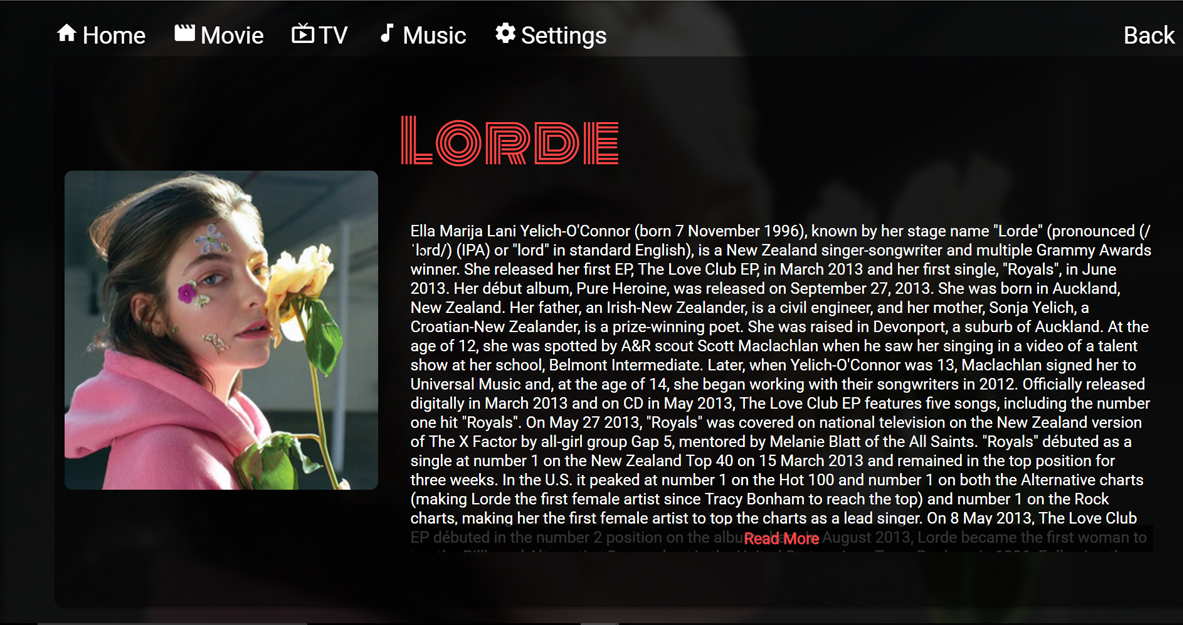 Home Movie TV Music Settings Back
LORDE
Ella Marija Lani Yelich-O'Connor (born 7 November 1996), known by her stage name "Lorde" (pronounced (/
ˈlɔrd/) (IPA) or "lord" in standard English), is a New Zealand singer-songwriter and multiple Grammy Awards
winner. She released her first EP, The Love Club EP, in March 2013 and her first single, "Royals", in June
2013. Her début album, Pure Heroine, was released on September 27, 2013. She was born in Auckland,
New Zealand. Her father, an Irish-New Zealander, is a civil engineer, and her mother, Sonja Yelich, a
Croatian-New Zealander, is a prize-winning poet. She was raised in Devonport, a suburb of Auckland. At the
age of 12, she was spotted by A&R scout Scott Maclachlan when he saw her singing in a video of a talent
show at her school, Belmont Intermediate. Later, when Yelich-O'Connor was 13, Maclachlan signed her to
Universal Music and, at the age of 14, she began working with their songwriters in 2012. Officially released
digitally in March 2013 and on CD in May 2013, The Love Club EP features five songs, including the number
one hit "Royals". On May 27 2013, "Royals" was covered on national television on the New Zealand version
of The X Factor by all-girl group Gap 5, mentored by Melanie Blatt of the All Saints. "Royals" débuted as a
single at number 1 on the New Zealand Top 40 on 15 March 2013 and remained in the top position for
three weeks. In the U.S. it peaked at number 1 on the Hot 100 and number 1 on both the Alternative charts
(making Lorde the first female artist since Tracy Bonham to reach the top) and number 1 on the Rock
charts, making her the first female artist to top the charts as a lead singer. On 8 May 2013, The Love Club
EP débuted in the number 2 position on the August 2013, Lorde became the first woman to
Read More